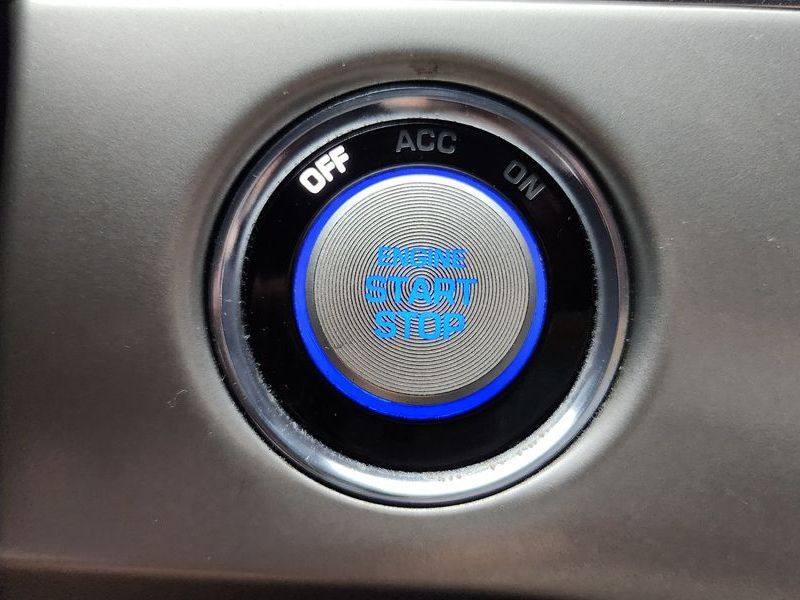 OFF ACC ON
ENGINE
START
STOP